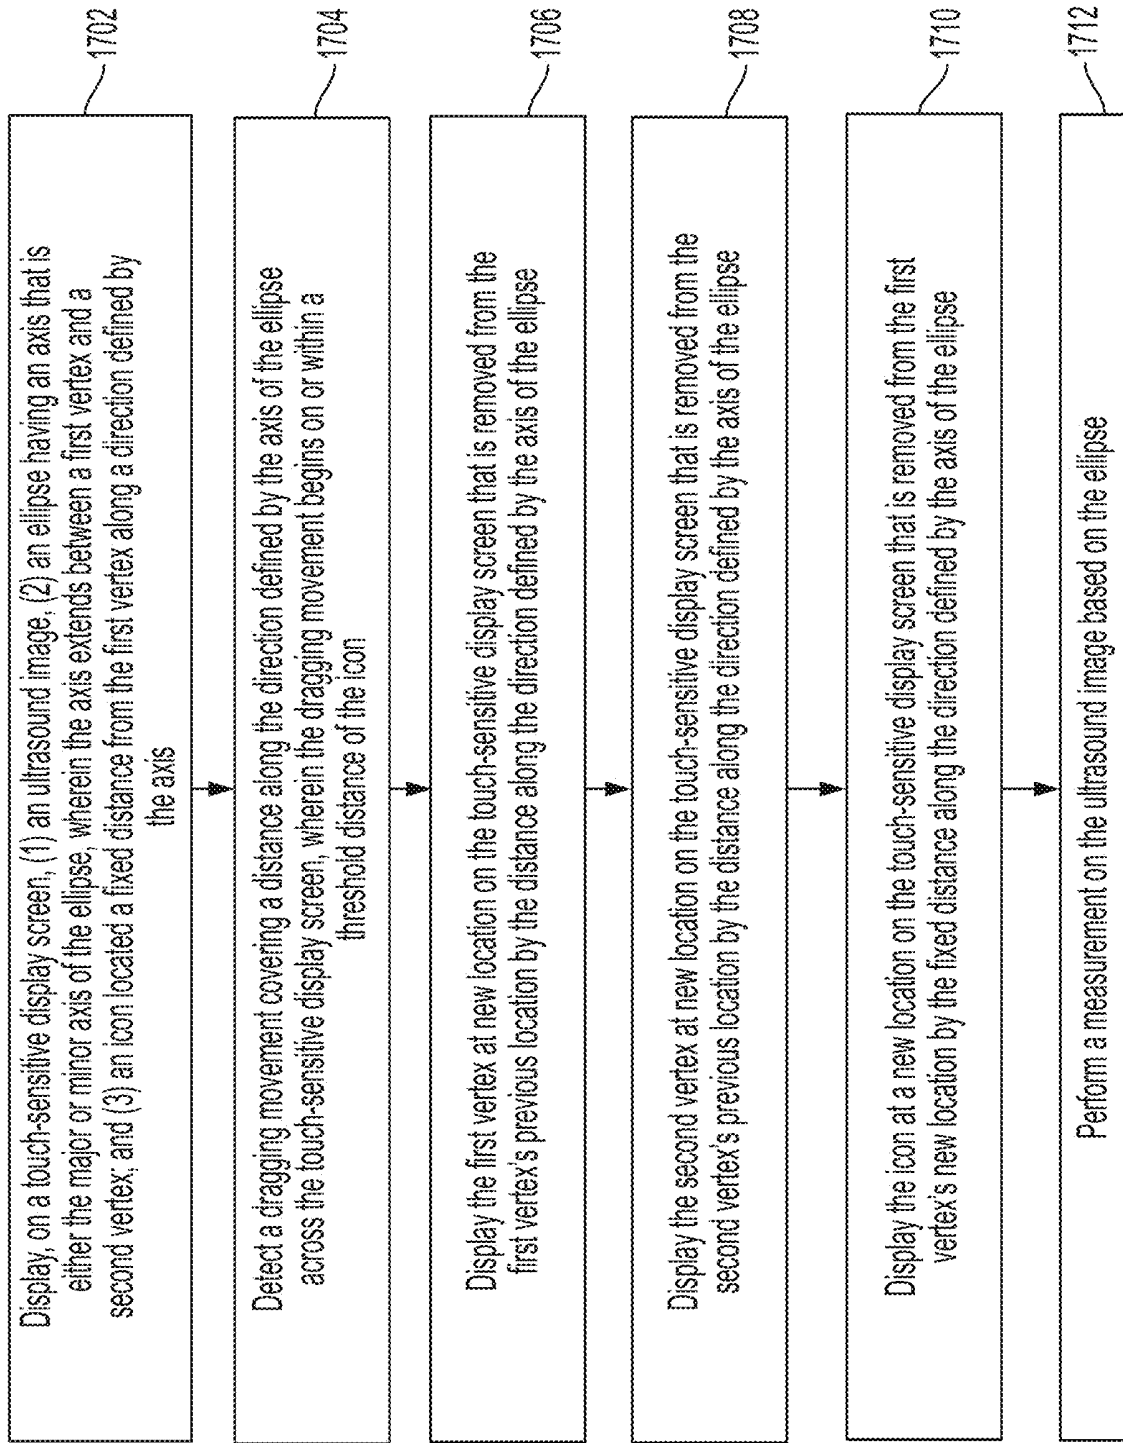 Display, on a touch-sensitive display screen, (1) an ultrasound image, (2) an ellipse having an axis that is
either the major or minor axis of the ellipse, wherein the axis extends between a first vertex and a
second vertex; and (3) an icon located a fixed distance from the first vertex along a direction defined by
the axis
1702
Detect a dragging movement covering a distance along the direction defined by the axis of the ellipse
across the touch-sensitive display screen, wherein the dragging movement begins on or within a
threshold distance of the icon
1704
Display the first vertex at new location on the touch-sensitive display screen that is removed from the
first vertex's previous location by the distance along the direction defined by the axis of the ellipse
1706
Display the second vertex at new location on the touch-sensitive display screen that is removed from the
second vertex's previous location by the distance along the direction defined by the axis of the ellipse
1708
Display the icon at a new location on the touch-sensitive display screen that is removed from the first
vertex's new location by the fixed distance along the direction defined by the axis of the ellipse
1710
Perform a measurement on the ultrasound image based on the ellipse
1712